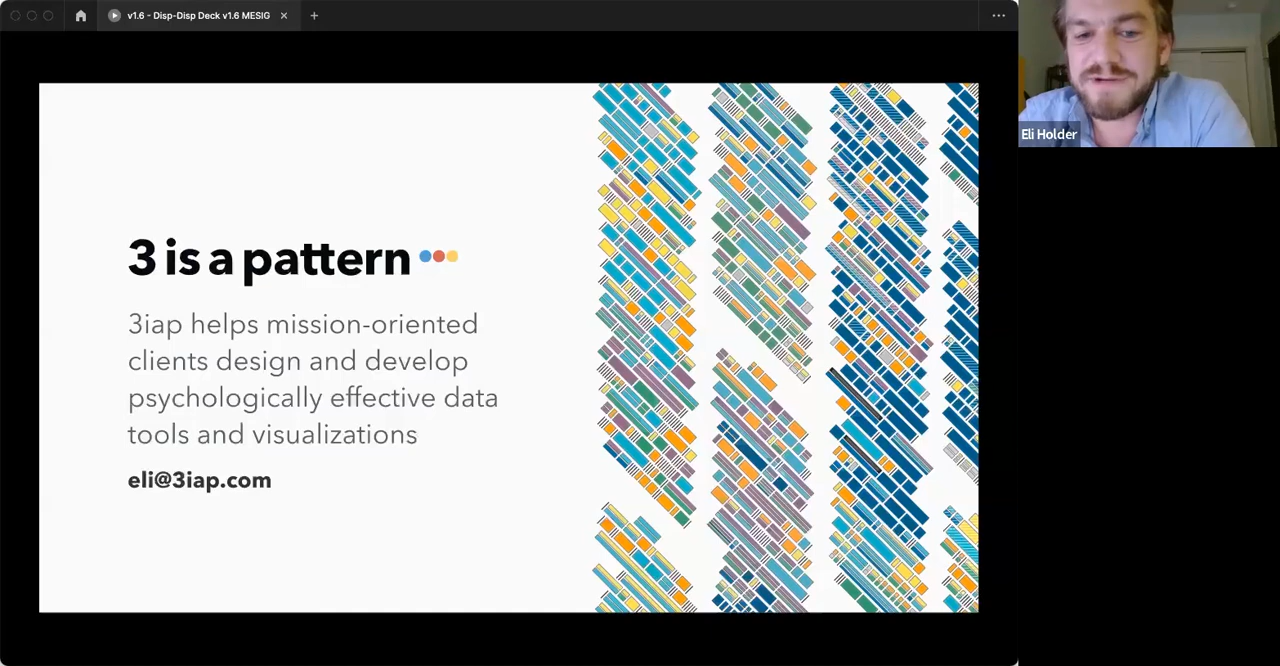 v1.6 - Disp-Disp Deck v1.6 MESIG
Eli Holder
3 is a pattern
3iap helps mission-oriented
clients design and develop
psychologically effective data
tools and visualizations
eli@3iap.com